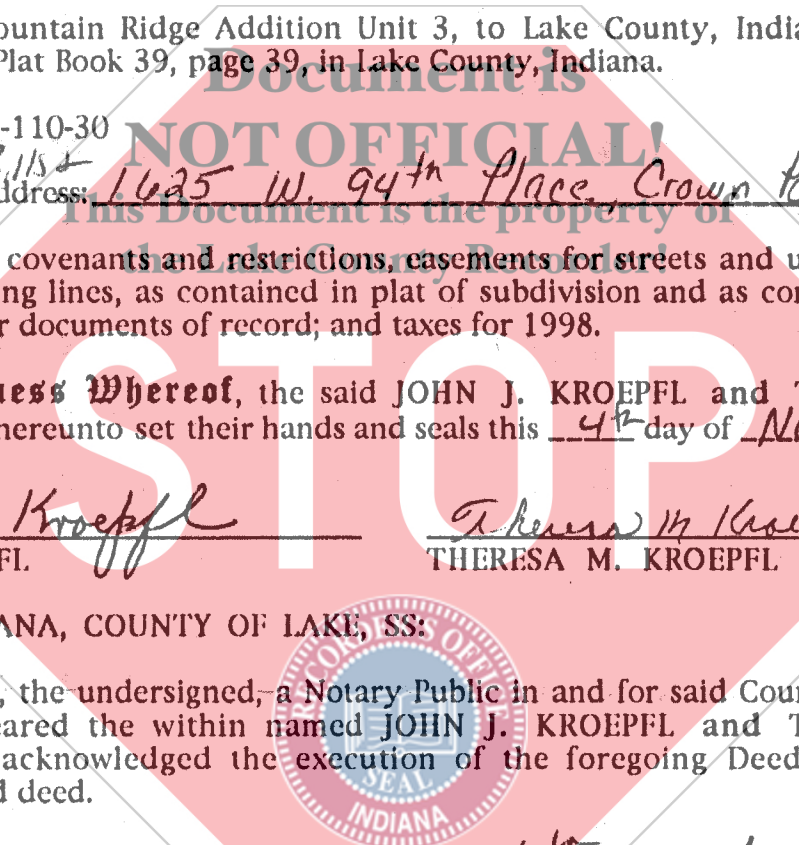 ountain Ridge Addition Unit 3, to Lake County, India
Plat Book 39, page 39, in Lake County, Indiana.
Document is
-110-30
NOT OFFICIAL!
ddress: 1625 W. 94th Place, Crown Po
This Document is the property of
the Lake County Recorder!
covenants and restrictions, easements for streets and u
ng lines, as contained in plat of subdivision and as con
r documents of record; and taxes for 1998.
STOP
ness Whereof, the said JOHN J. KROEPFL and T
hereunto set their hands and seals this 4th day of No
Kroepfl Theresa M Kroe
FL THERESA M. KROEPFL
ANA, COUNTY OF LAKE, SS:
, the undersigned, a Notary Public in and for said Coun
eared the within named JOHN J. KROEPFL and T
acknowledged the execution of the foregoing Deed
d deed.
RECORDER'S OFFICE
SEAL
INDIANA